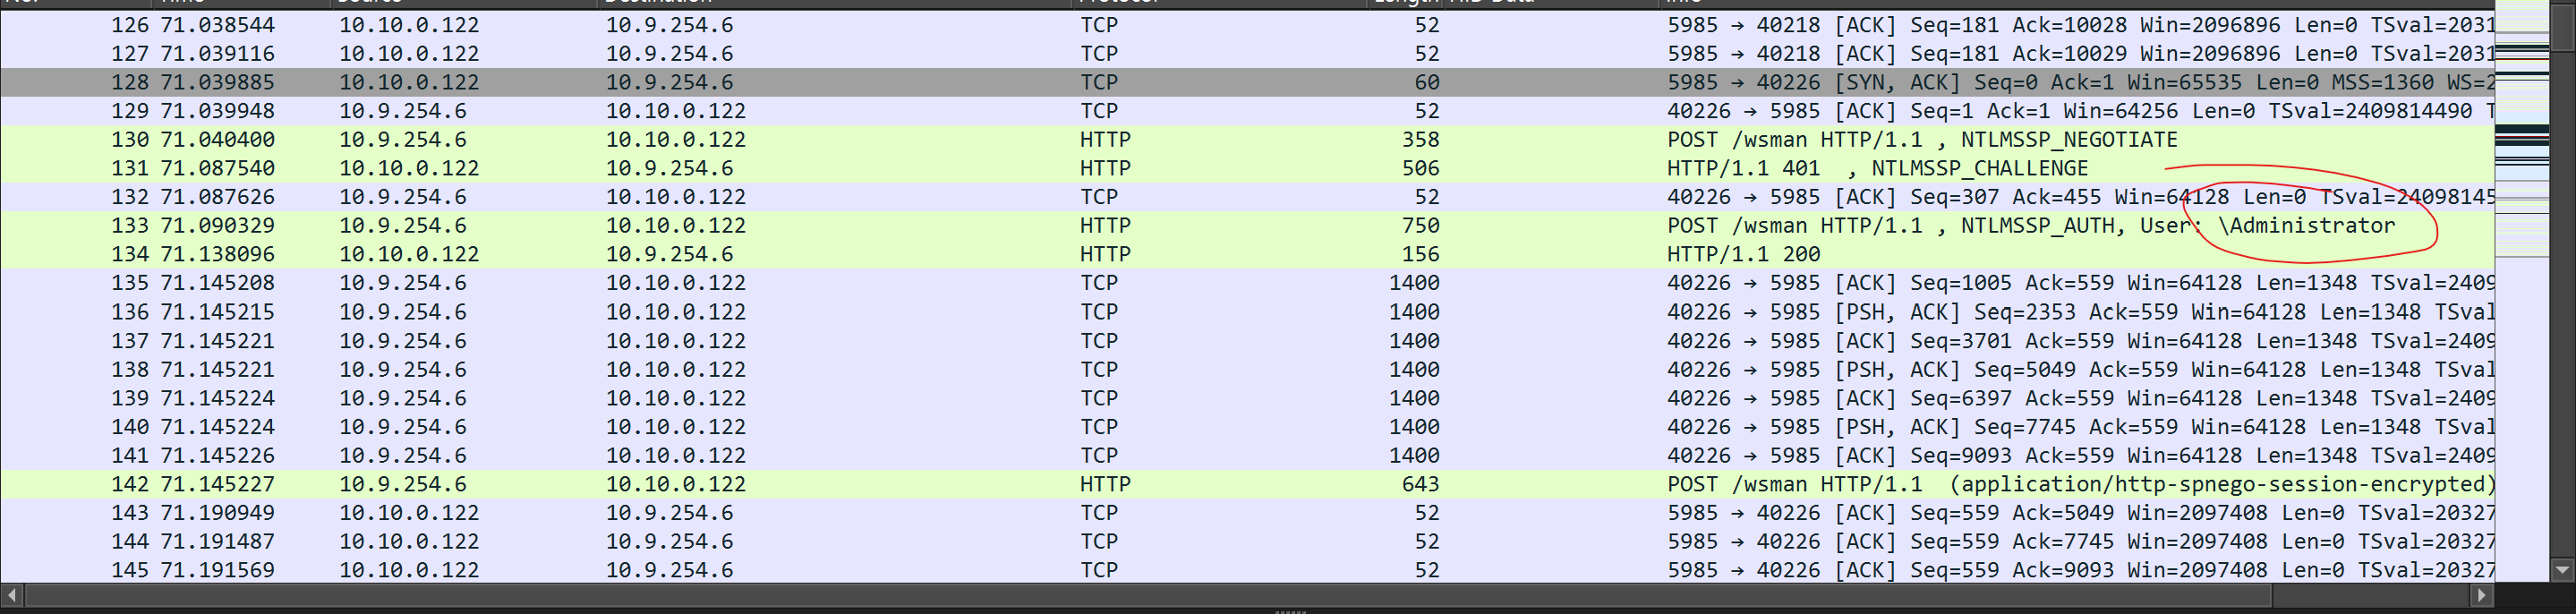 126 71.038544 10.10.0.122 10.9.254.6 TCP 52 5985 → 40218 [ACK] Seq=181 Ack=10028 Win=2096896 Len=0 TSval=2031
127 71.039116 10.10.0.122 10.9.254.6 TCP 52 5985 → 40218 [ACK] Seq=181 Ack=10029 Win=2096896 Len=0 TSval=2031
128 71.039885 10.10.0.122 10.9.254.6 TCP 60 5985 → 40226 [SYN, ACK] Seq=0 Ack=1 Win=65535 Len=0 MSS=1360 WS=2
129 71.039948 10.9.254.6 10.10.0.122 TCP 52 40226 → 5985 [ACK] Seq=1 Ack=1 Win=64256 Len=0 TSval=2409814490 T
130 71.040400 10.9.254.6 10.10.0.122 HTTP 358 POST /wsman HTTP/1.1 , NTLMSSP_NEGOTIATE
131 71.087540 10.10.0.122 10.9.254.6 HTTP 506 HTTP/1.1 401 , NTLMSSP_CHALLENGE
132 71.087626 10.9.254.6 10.10.0.122 TCP 52 40226 → 5985 [ACK] Seq=307 Ack=455 Win=64128 Len=0 TSval=24098145
133 71.090329 10.9.254.6 10.10.0.122 HTTP 750 POST /wsman HTTP/1.1 , NTLMSSP_AUTH, User: \Administrator
134 71.138096 10.10.0.122 10.9.254.6 HTTP 156 HTTP/1.1 200
135 71.145208 10.9.254.6 10.10.0.122 TCP 1400 40226 → 5985 [ACK] Seq=1005 Ack=559 Win=64128 Len=1348 TSval=2409
136 71.145215 10.9.254.6 10.10.0.122 TCP 1400 40226 → 5985 [PSH, ACK] Seq=2353 Ack=559 Win=64128 Len=1348 TSval
137 71.145221 10.9.254.6 10.10.0.122 TCP 1400 40226 → 5985 [ACK] Seq=3701 Ack=559 Win=64128 Len=1348 TSval=2409
138 71.145221 10.9.254.6 10.10.0.122 TCP 1400 40226 → 5985 [PSH, ACK] Seq=5049 Ack=559 Win=64128 Len=1348 TSval
139 71.145224 10.9.254.6 10.10.0.122 TCP 1400 40226 → 5985 [ACK] Seq=6397 Ack=559 Win=64128 Len=1348 TSval=2409
140 71.145224 10.9.254.6 10.10.0.122 TCP 1400 40226 → 5985 [PSH, ACK] Seq=7745 Ack=559 Win=64128 Len=1348 TSval
141 71.145226 10.9.254.6 10.10.0.122 TCP 1400 40226 → 5985 [ACK] Seq=9093 Ack=559 Win=64128 Len=1348 TSval=2409
142 71.145227 10.9.254.6 10.10.0.122 HTTP 643 POST /wsman HTTP/1.1 (application/http-spnego-session-encrypted)
143 71.190949 10.10.0.122 10.9.254.6 TCP 52 5985 → 40226 [ACK] Seq=559 Ack=5049 Win=2097408 Len=0 TSval=20327
144 71.191487 10.10.0.122 10.9.254.6 TCP 52 5985 → 40226 [ACK] Seq=559 Ack=7745 Win=2097408 Len=0 TSval=20327
145 71.191569 10.10.0.122 10.9.254.6 TCP 52 5985 → 40226 [ACK] Seq=559 Ack=9093 Win=2097408 Len=0 TSval=20327